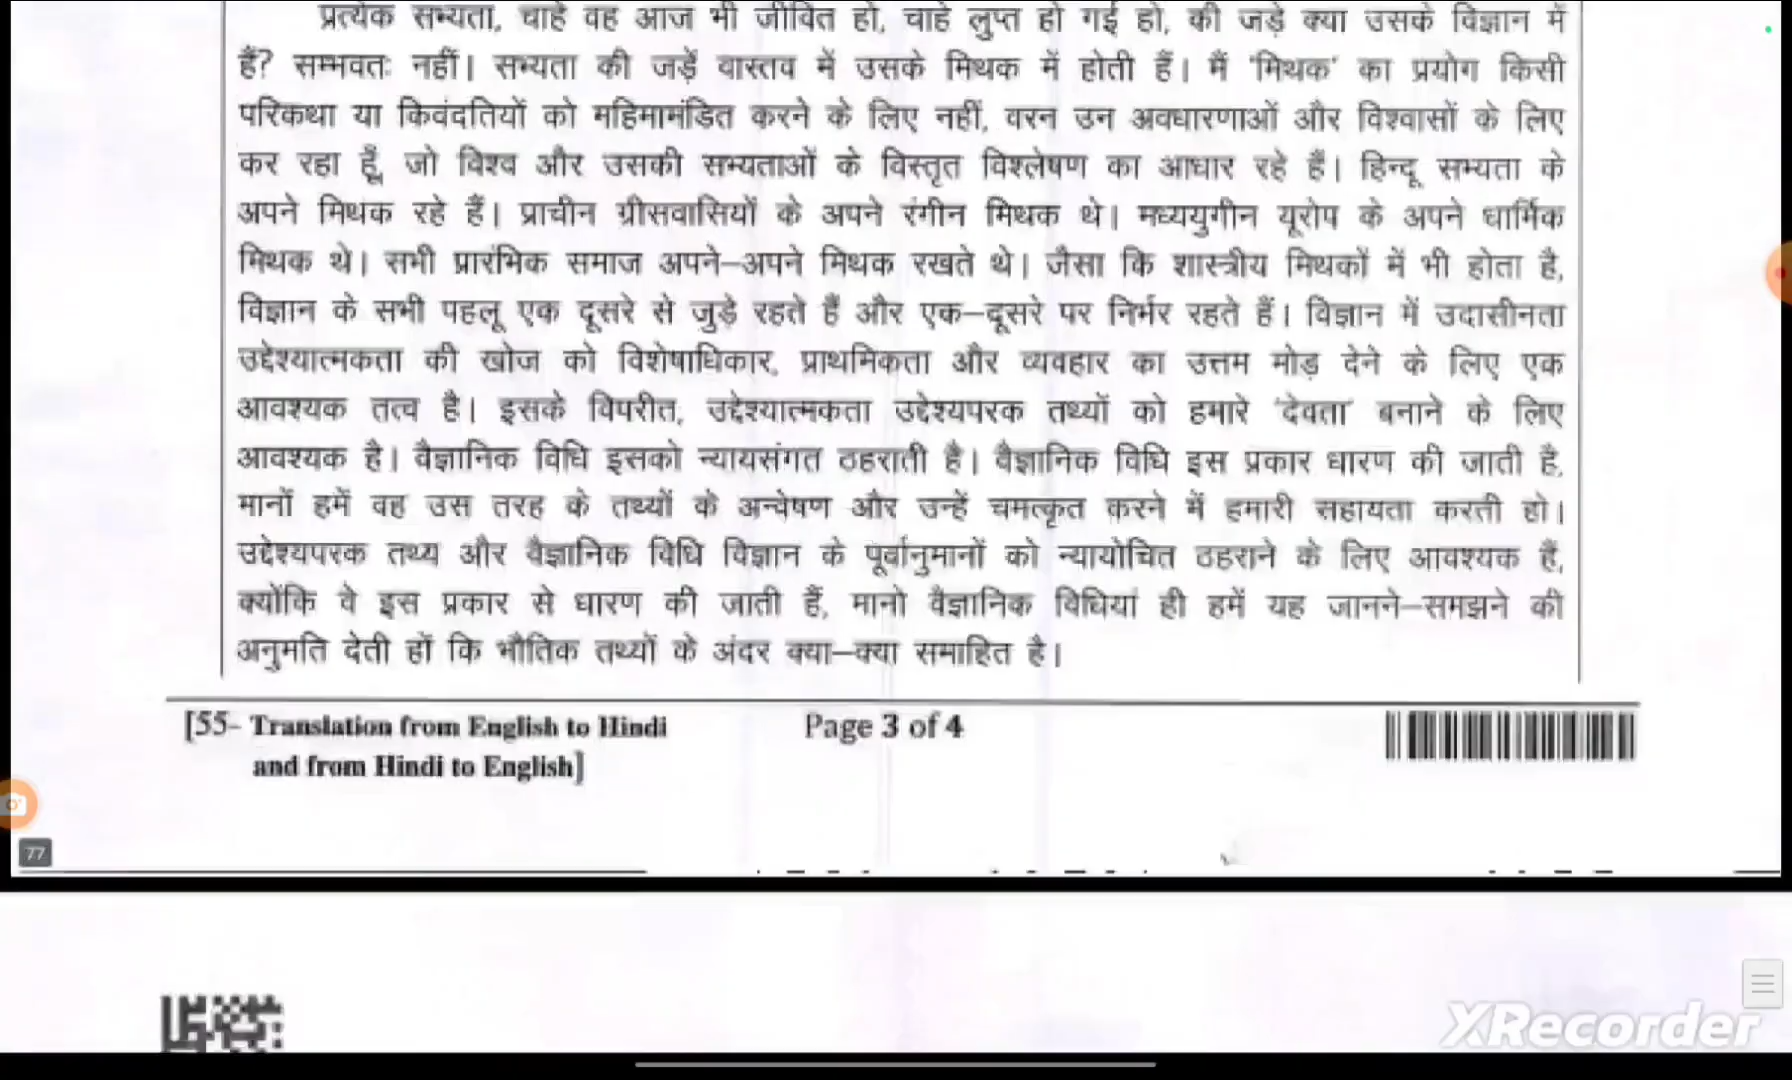 प्रत्येक सभ्यता, चाहे वह आज भी जीवित हो, चाहे लुप्त हो गई हो, की जड़ें क्या उसके विज्ञान में
हैं? सम्भवतः नहीं। सभ्यता की जड़ें वास्तव में उसके मिथक में होती हैं। मैं 'मिथक' का प्रयोग किसी
परिकथा या किवंदतियों को महिमामंडित करने के लिए नहीं, वरन उन अवधारणाओं और विश्वासों के लिए
कर रहा हूँ, जो विश्व और उसकी सभ्यताओं के विस्तृत विश्लेषण का आधार रहे हैं। हिन्दू सभ्यता के
अपने मिथक रहे हैं। प्राचीन ग्रीसवासियों के अपने रंगीन मिथक थे। मध्ययुगीन यूरोप के अपने धार्मिक
मिथक थे। सभी प्रारंभिक समाज अपने–अपने मिथक रखते थे। जैसा कि शास्त्रीय मिथकों में भी होता है,
विज्ञान के सभी पहलू एक दूसरे से जुड़े रहते हैं और एक–दूसरे पर निर्भर रहते हैं। विज्ञान में उदासीनता
उद्देश्यात्मकता की खोज को विशेषाधिकार, प्राथमिकता और व्यवहार का उत्तम मोड़ देने के लिए एक
आवश्यक तत्व है। इसके विपरीत, उद्देश्यात्मकता उद्देश्यपरक तथ्यों को हमारे 'देवता' बनाने के लिए
आवश्यक है। वैज्ञानिक विधि इसको न्यायसंगत ठहराती है। वैज्ञानिक विधि इस प्रकार धारण की जाती है,
मानों हमें वह उस तरह के तथ्यों के अन्वेषण और उन्हें चमत्कृत करने में हमारी सहायता करती हो।
उद्देश्यपरक तथ्य और वैज्ञानिक विधि विज्ञान के पूर्वानुमानों को न्यायोचित ठहराने के लिए आवश्यक हैं,
क्योंकि वे इस प्रकार से धारण की जाती हैं, मानो वैज्ञानिक विधियां ही हमें यह जानने–समझने की
अनुमति देती हों कि भौतिक तथ्यों के अंदर क्या–क्या समाहित है।
[55- Translation from English to Hindi
and from Hindi to English]
Page 3 of 4
77
XRecorder